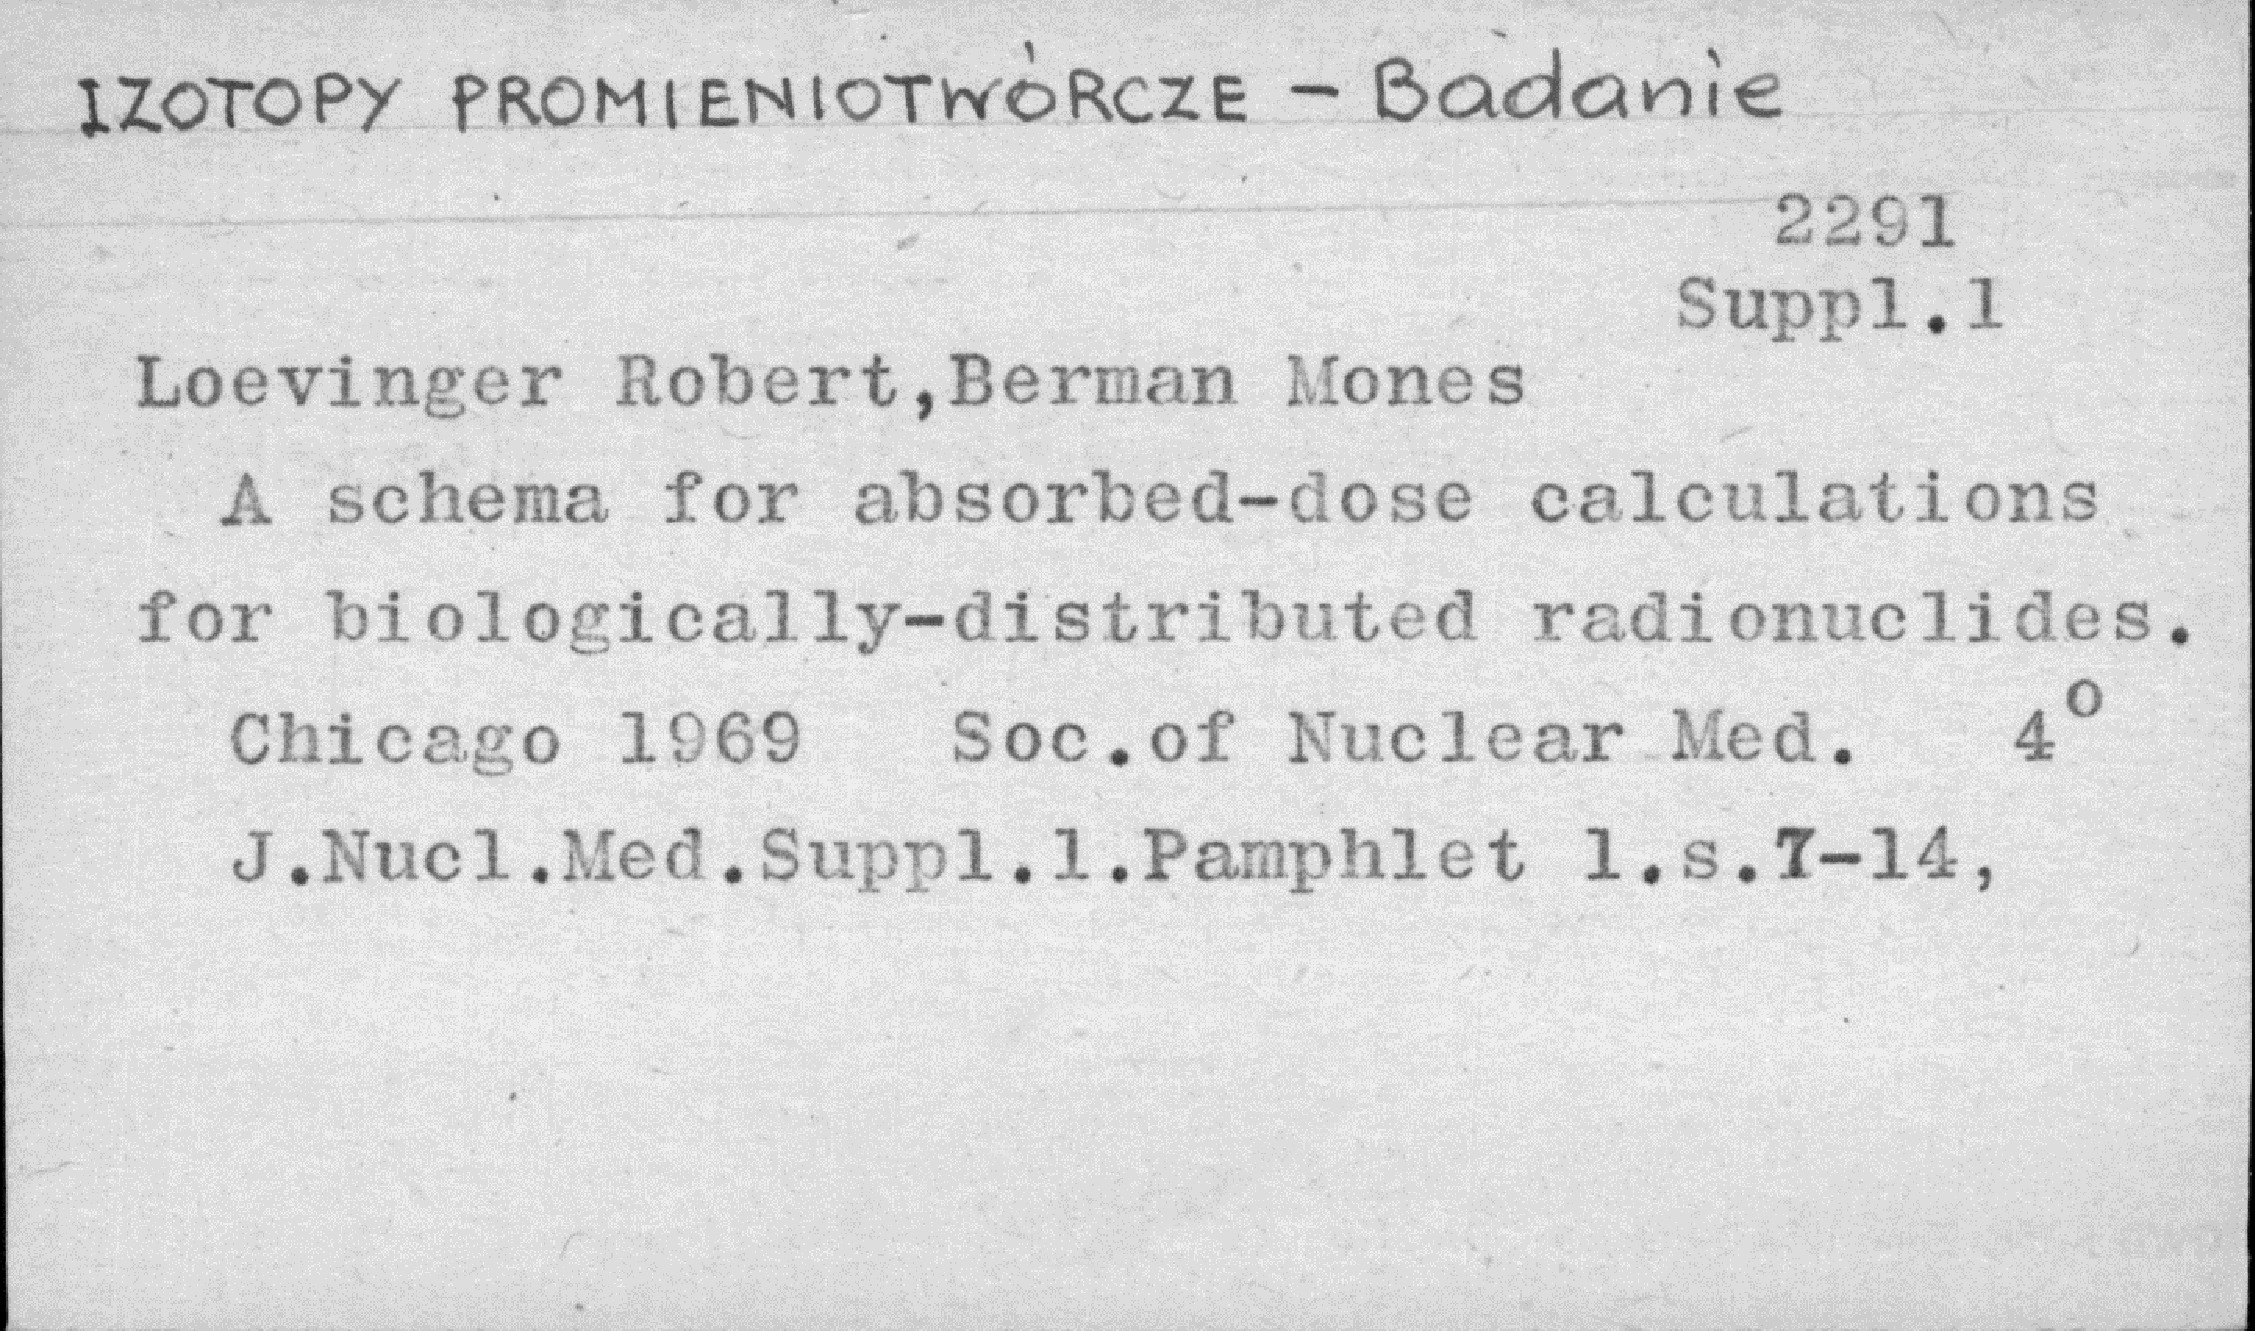 IZOTOPY PROMIENIOTWÓRCZE - Badanie
2291
Suppl.1
Loevinger Robert,Berman Mones
A schema for absorbed-dose calculations
for biologically-distributed radionuclides.
Chicago 1969 Soc.of Nuclear Med. 4°
J.Nucl.Med.Suppl.1.Pamphlet 1.s.7-14,